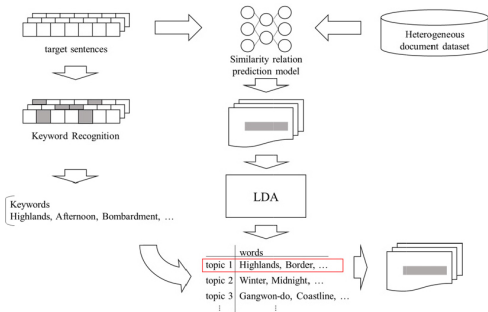 target sentences
Similarity relation
prediction model
Heterogeneous
document dataset
Keyword Recognition
LDA
Keywords
Highlands, Afternoon, Bombardment, …
words
topic 1 Highlands, Border, …
topic 2 Winter, Midnight, …
topic 3 Gangwon-do, Coastline, …
⋮ ⋮